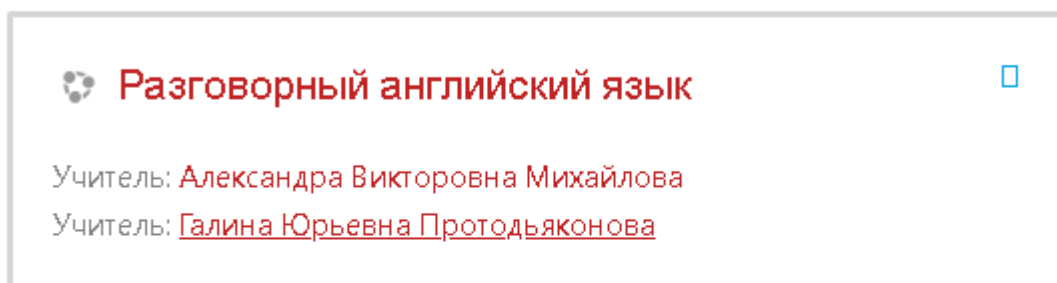 Разговорный английский язык
Учитель: Александра Викторовна Михайлова
Учитель: Галина Юрьевна Протодьяконова